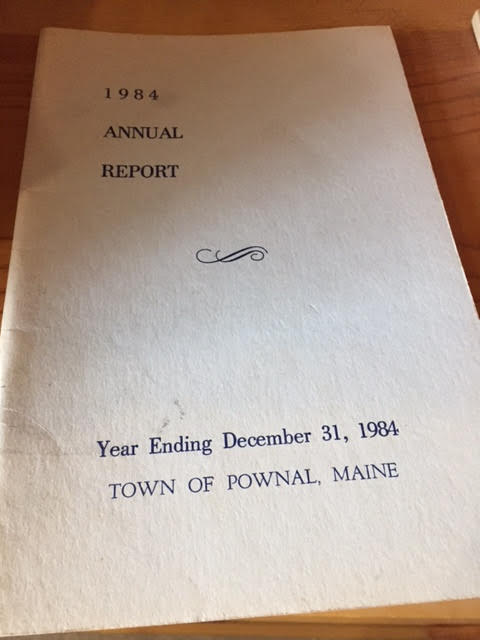 1984
ANNUAL
REPORT
Year Ending December 31, 1984
TOWN OF POWNAL, MAINE